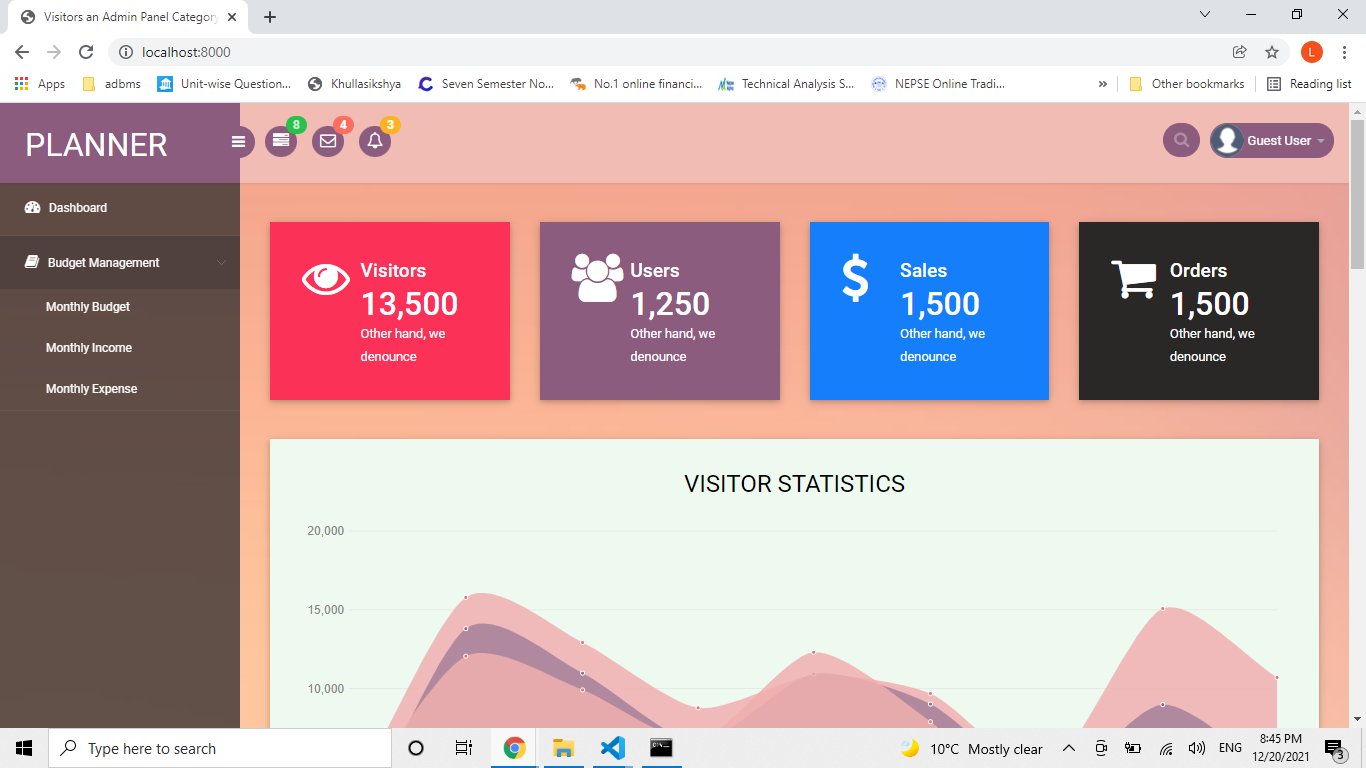 Visitors an Admin Panel Category
localhost:8000
L
Apps
adbms
Unit-wise Question...
Khullasikshya
Seven Semester No...
No.1 online financi...
Technical Analysis S...
NEPSE Online Tradi...
»
Other bookmarks
Reading list
PLANNER
8
4
3
Guest User
Dashboard
Budget Management
Monthly Budget
Monthly Income
Monthly Expense
Visitors
13,500
Other hand, we
denounce
Users
1,250
Other hand, we
denounce
$
Sales
1,500
Other hand, we
denounce
Orders
1,500
Other hand, we
denounce
VISITOR STATISTICS
20,000
15,000
10,000
Type here to search
10°C Mostly clear
ENG
8:45 PM
12/20/2021
3